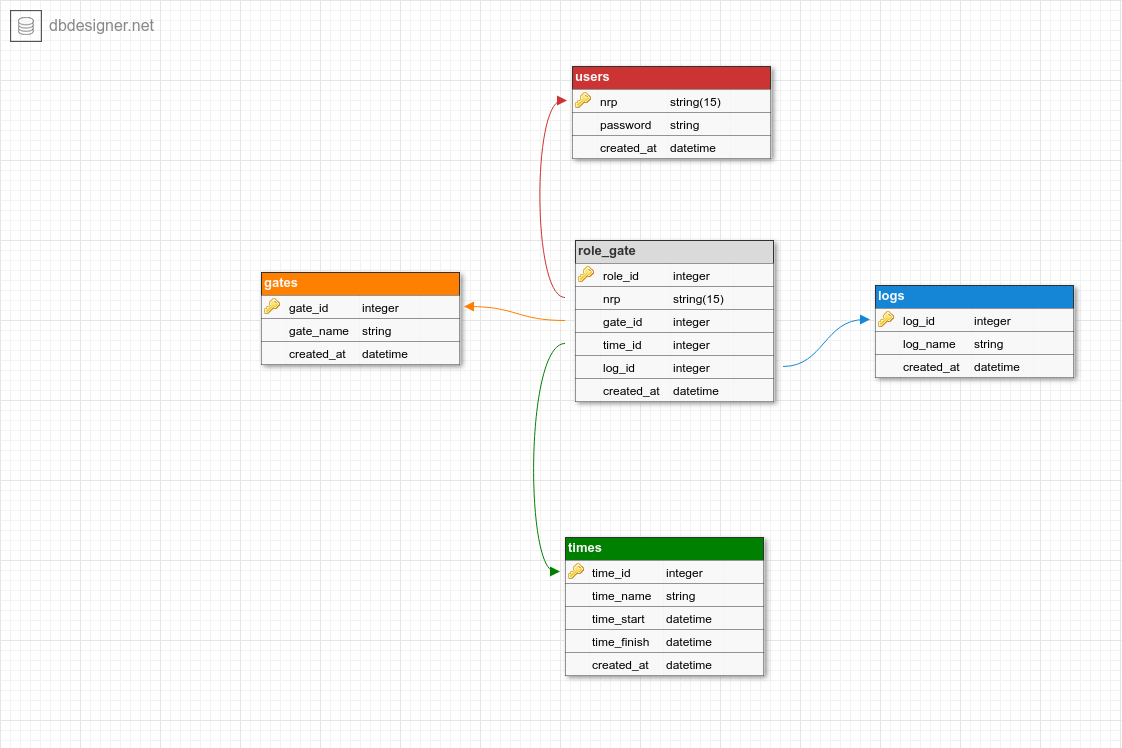 dbdesigner.net
users
nrp string(15)
password string
created_at datetime
role_gate
role_id integer
nrp string(15)
gate_id integer
time_id integer
log_id integer
created_at datetime
gates
gate_id integer
gate_name string
created_at datetime
logs
log_id integer
log_name string
created_at datetime
times
time_id integer
time_name string
time_start datetime
time_finish datetime
created_at datetime